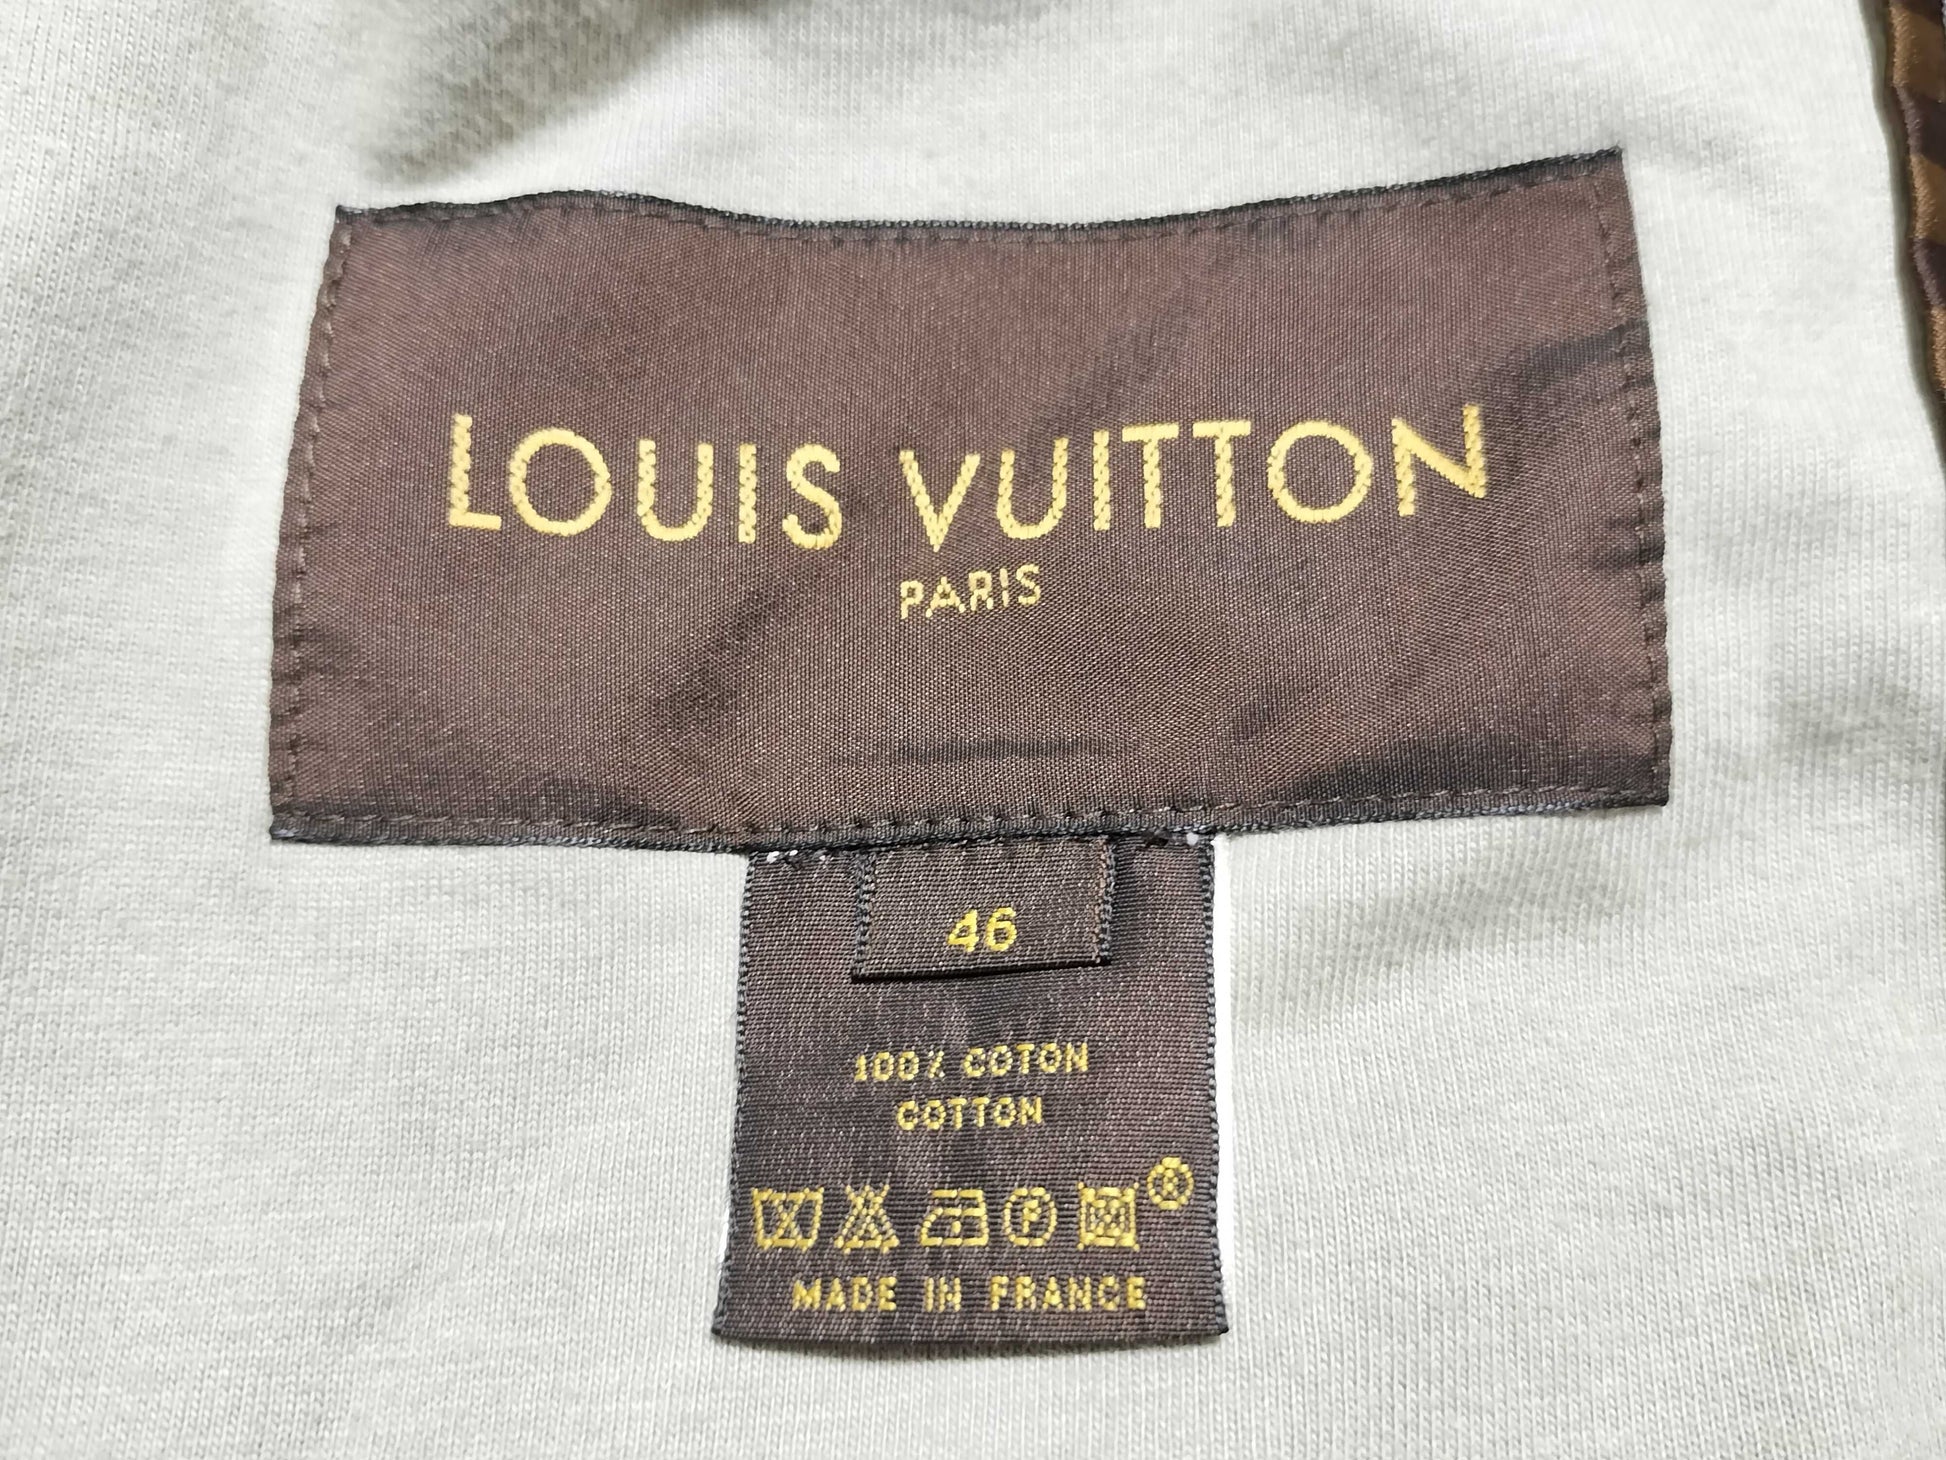 LOUIS VUITTON
PARIS
46
100% COTON
COTTON
P ®
MADE IN FRANCE